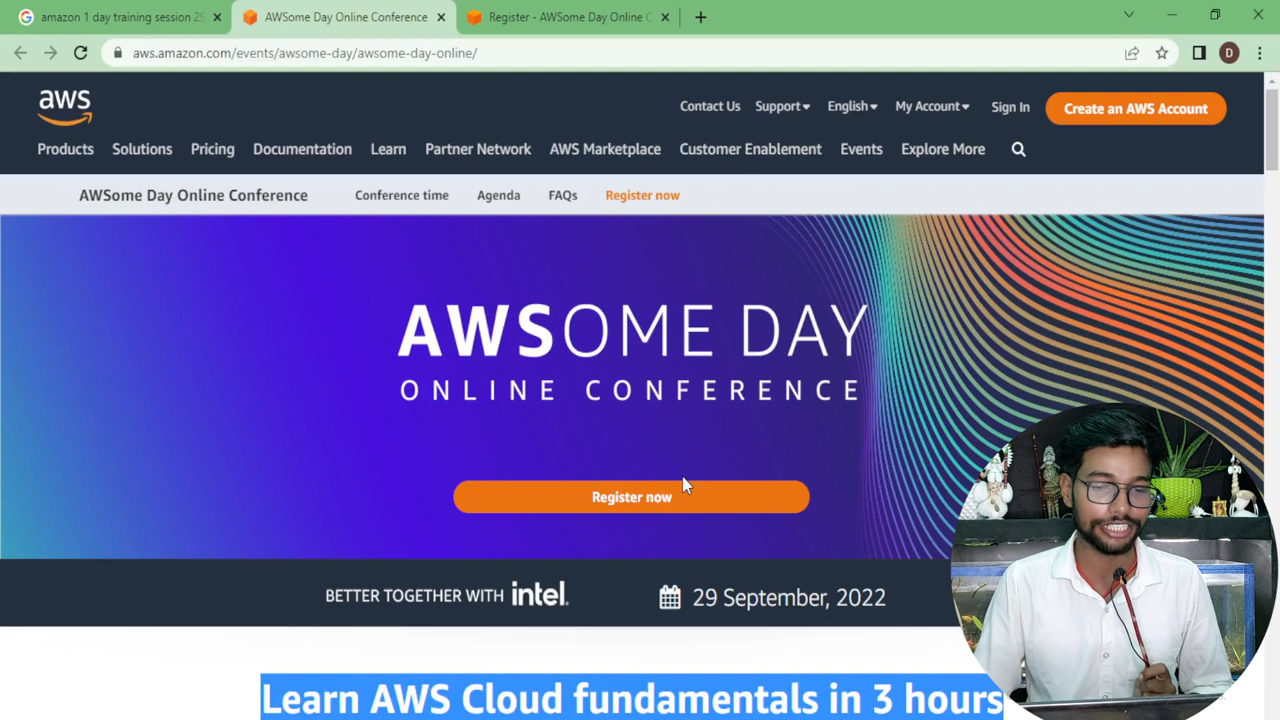 amazon 1 day training session 29
AWSome Day Online Conference
Register - AWSome Day Online C
aws.amazon.com/events/awsome-day/awsome-day-online/
D
aws
Contact Us
Support
English
My Account
Sign In
Create an AWS Account
Products
Solutions
Pricing
Documentation
Learn
Partner Network
AWS Marketplace
Customer Enablement
Events
Explore More
AWSome Day Online Conference
Conference time
Agenda
FAQs
Register now
AWSOME DAY
ONLINE CONFERENCE
Register now
BETTER TOGETHER WITH intel.
29 September, 2022
Learn AWS Cloud fundamentals in 3 hours